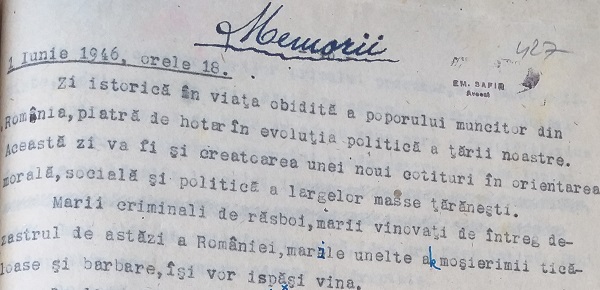 Memorii
427
EM. SAFIR
Avocat
1 Iunie 1946, orele 18.
Zi istorică în viața obidită a poporului muncitor din
România, piatră de hotar în evoluția politică a țării noastre.
Această zi va fi și creatoarea unei noui cotituri în orientarea
morală, socială și politică a largelor masse țărănești.
Marii criminali de răsboi, marii vinovați de întreg de-
zastrul de astăzi a României, marile unelte ale moșierimii tică-
loase și barbare, își vor ispăși vina.